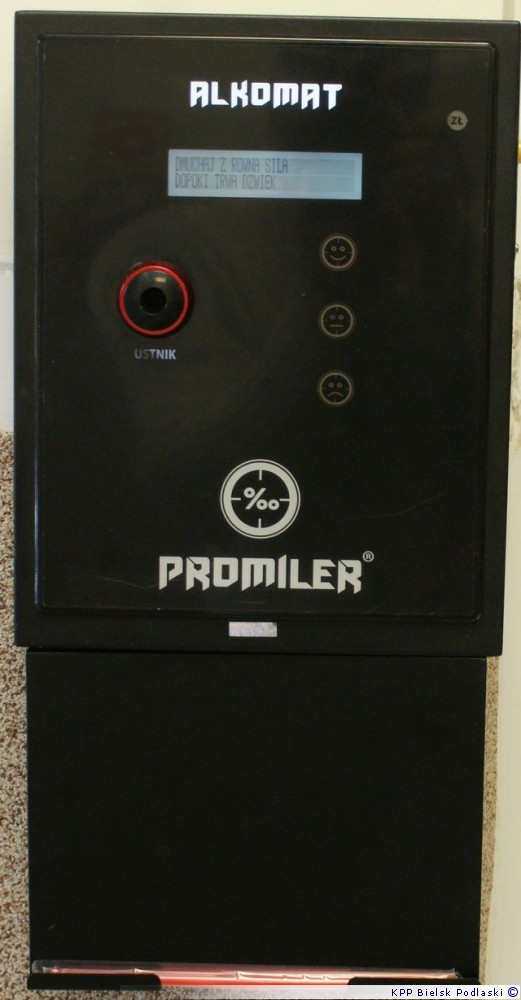 ALKOMAT
ZŁ
DMUCHAJ Z ROWNA SILA
DOPOKI TRWA DZWIEK
USTNIK
‰
PROMILER®
KPP Bielsk Podlaski ©